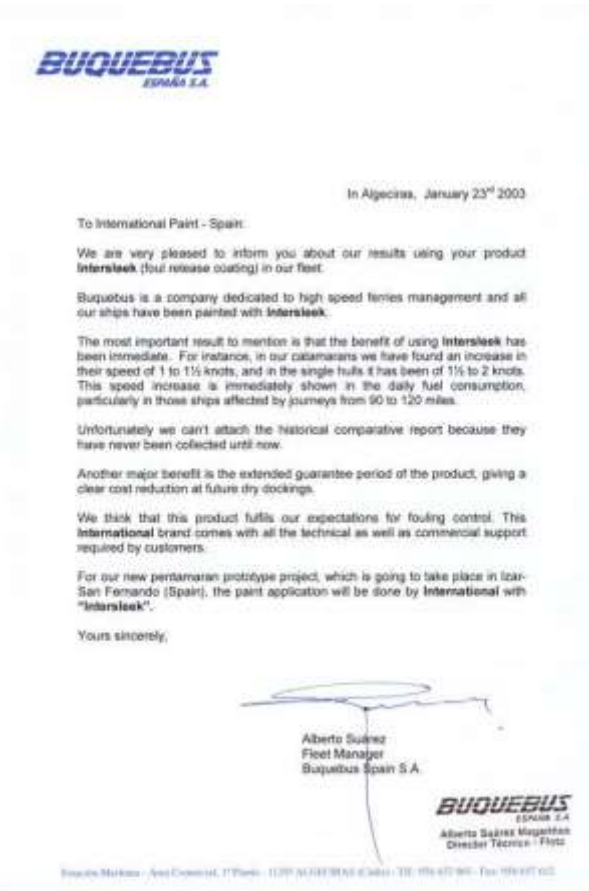 BUQUEBUS
ESPAÑA S.A.
In Algeciras, January 23rd 2003
To International Paint - Spain:
We are very pleased to inform you about our results using your product
Intersleek (foul release coating) in our fleet.
Buquebus is a company dedicated to high speed ferries management and all
our ships have been painted with Intersleek.
The most important result to mention is that the benefit of using Intersleek has
been immediate. For instance, in our catamarans we have found an increase in
their speed of 1 to 1½ knots, and in the single hulls it has been of 1½ to 2 knots.
This speed increase is immediately shown in the daily fuel consumption,
particularly in those ships affected by journeys from 90 to 120 miles.
Unfortunately we can't attach the historical comparative report because they
have never been collected until now.
Another major benefit is the extended guarantee period of the product, giving a
clear cost reduction at future dry dockings.
We think that this product fulfils our expectations for fouling control. This
International brand comes with all the technical as well as commercial support
required by customers.
For our new pentamaran prototype project, which is going to take place in Izar-
San Fernando (Spain), the paint application will be done by International with
"Intersleek".
Yours sincerely,
Alberto Suárez
Fleet Manager
Buquebus Spain S.A.
BUQUEBUS
ESPAÑA S.A.
Alberto Suárez
Director Técnico - Flota
Estación Marítima - Area Comercial, 1ª Planta - 11207 ALGECIRAS (Cádiz) -